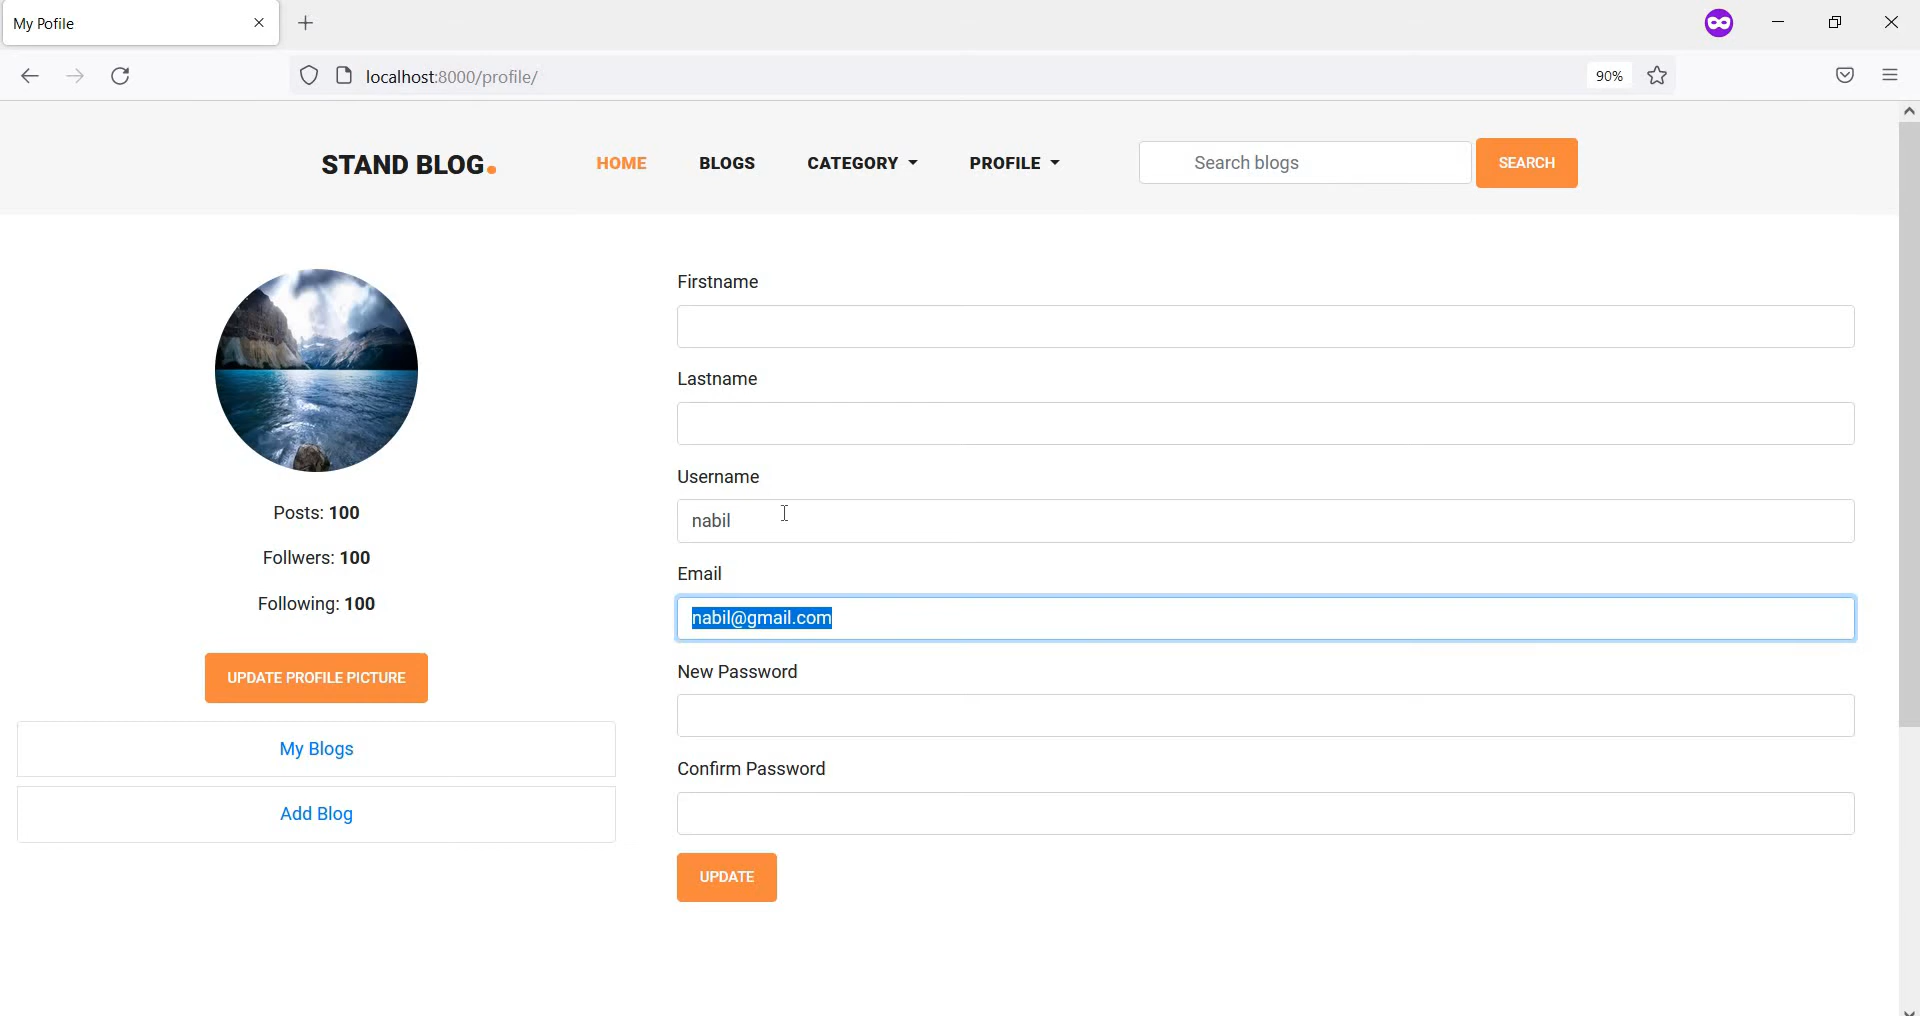 My Pofile
localhost:8000/profile/
90%
STAND BLOG.
HOME
BLOGS
CATEGORY
PROFILE
Search blogs
SEARCH
Posts: 100
Follwers: 100
Following: 100
UPDATE PROFILE PICTURE
My Blogs
Add Blog
Firstname
Lastname
Username
nabil
Email
nabil@gmail.com
New Password
Confirm Password
UPDATE